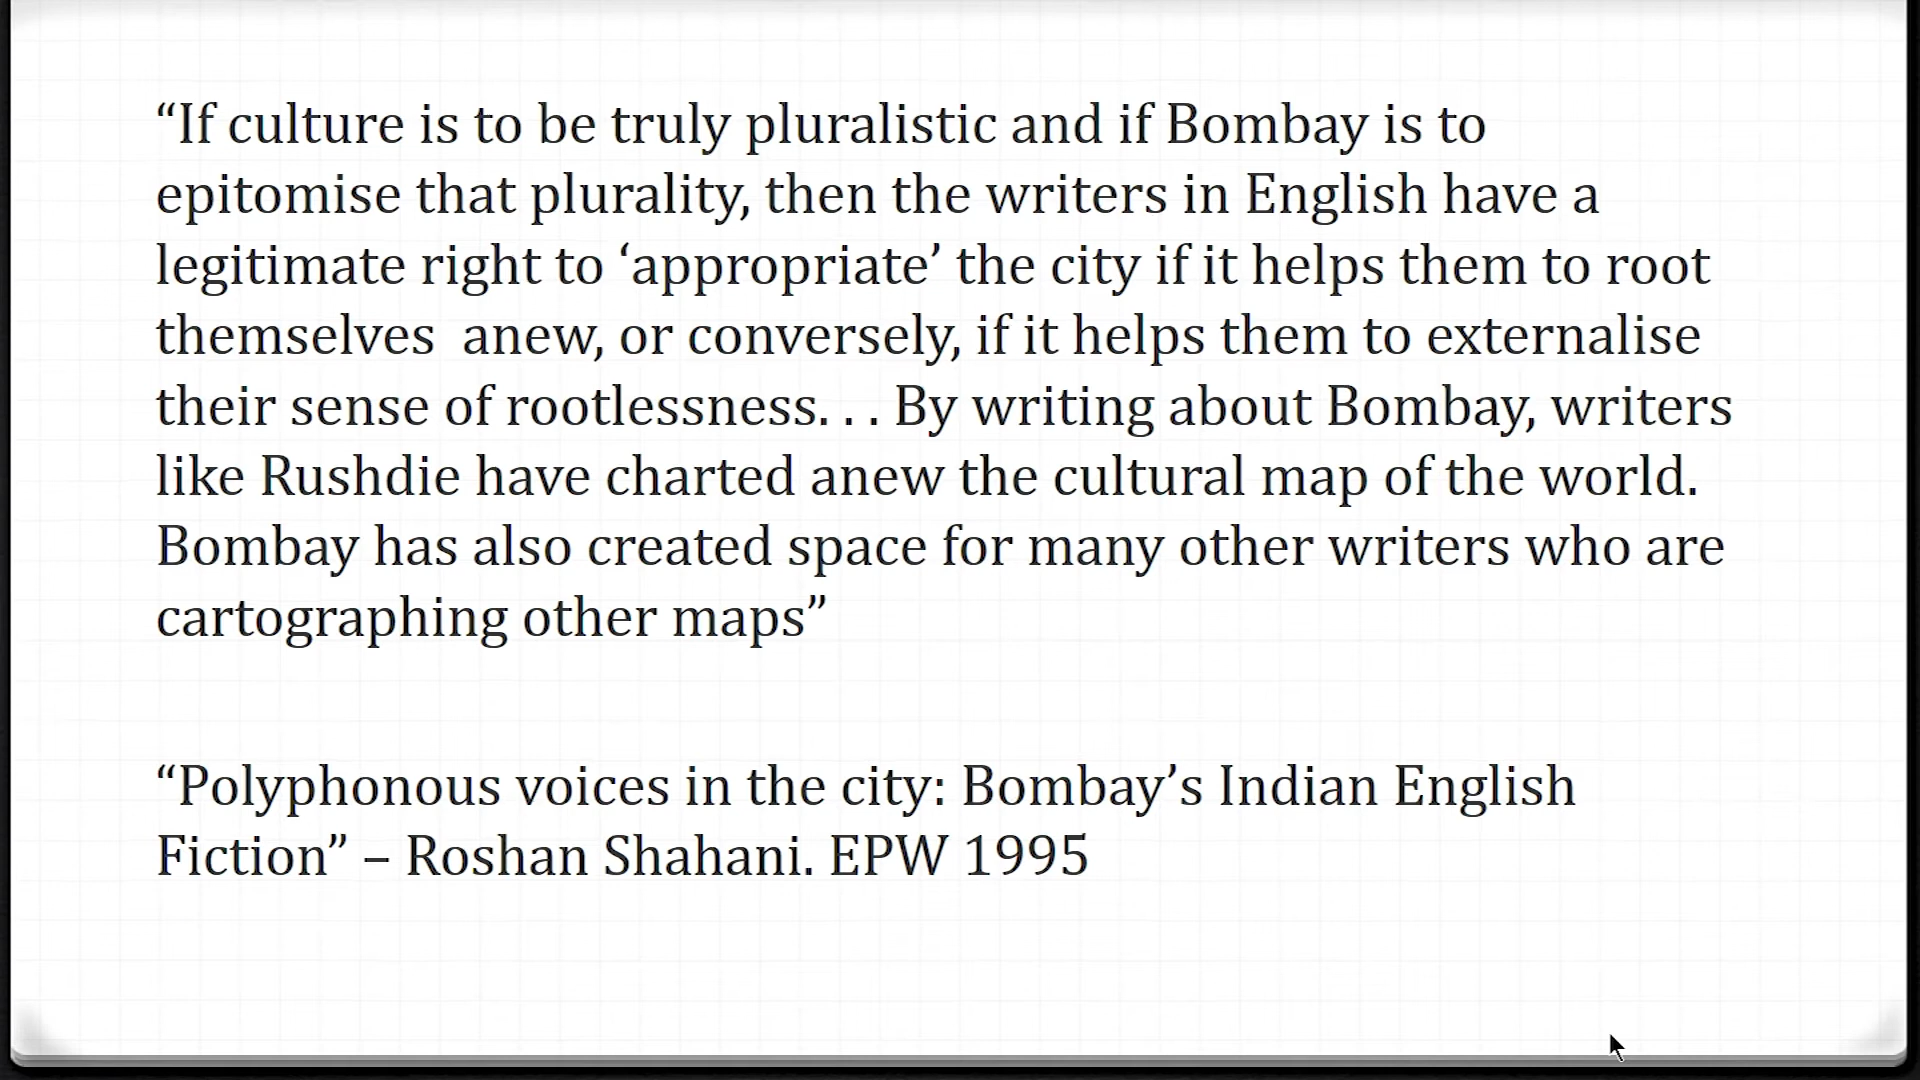 “If culture is to be truly pluralistic and if Bombay is to
epitomise that plurality, then the writers in English have a
legitimate right to ‘appropriate’ the city if it helps them to root
themselves  anew, or conversely, if it helps them to externalise
their sense of rootlessness. . . By writing about Bombay, writers
like Rushdie have charted anew the cultural map of the world.
Bombay has also created space for many other writers who are
cartographing other maps”
“Polyphonous voices in the city: Bombay’s Indian English
Fiction” – Roshan Shahani. EPW 1995